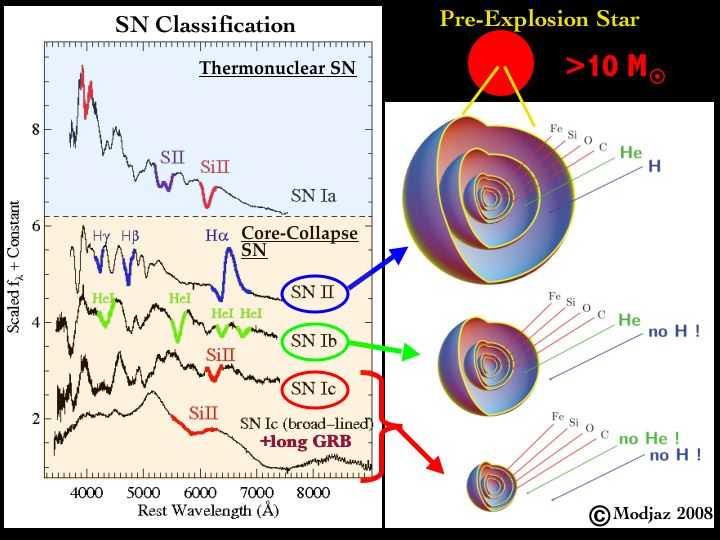 SN Classification
Pre-Explosion Star
>10 M☉
Thermonuclear SN
SII
SiII
SN Ia
Hγ
Hβ
Hα
Core-Collapse
SN
SN II
HeI
HeI
HeI
HeI
SN Ib
SiII
SN Ic
SiII
SN Ic (broad–lined)
+long GRB
8
6
4
2
Scaled fλ + Constant
4000
5000
6000
7000
8000
Rest Wavelength (Å)
Fe
Si
O
C
He
H
Fe
Si
O
C
He
no H !
Fe
Si
O
C
no He !
no H !
© Modjaz 2008